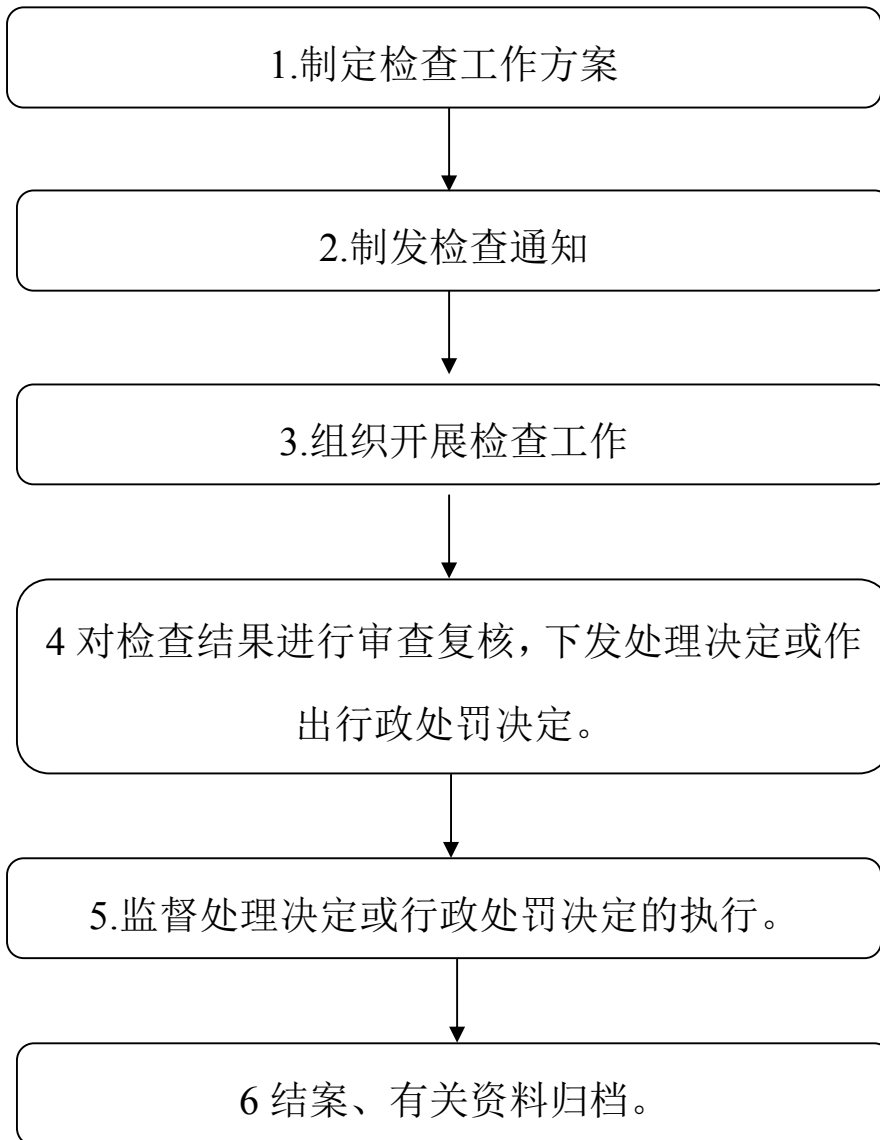 1.制定检查工作方案
2.制发检查通知
3.组织开展检查工作
4 对检查结果进行审查复核，下发处理决定或作
出行政处罚决定。
5.监督处理决定或行政处罚决定的执行。
6 结案、有关资料归档。